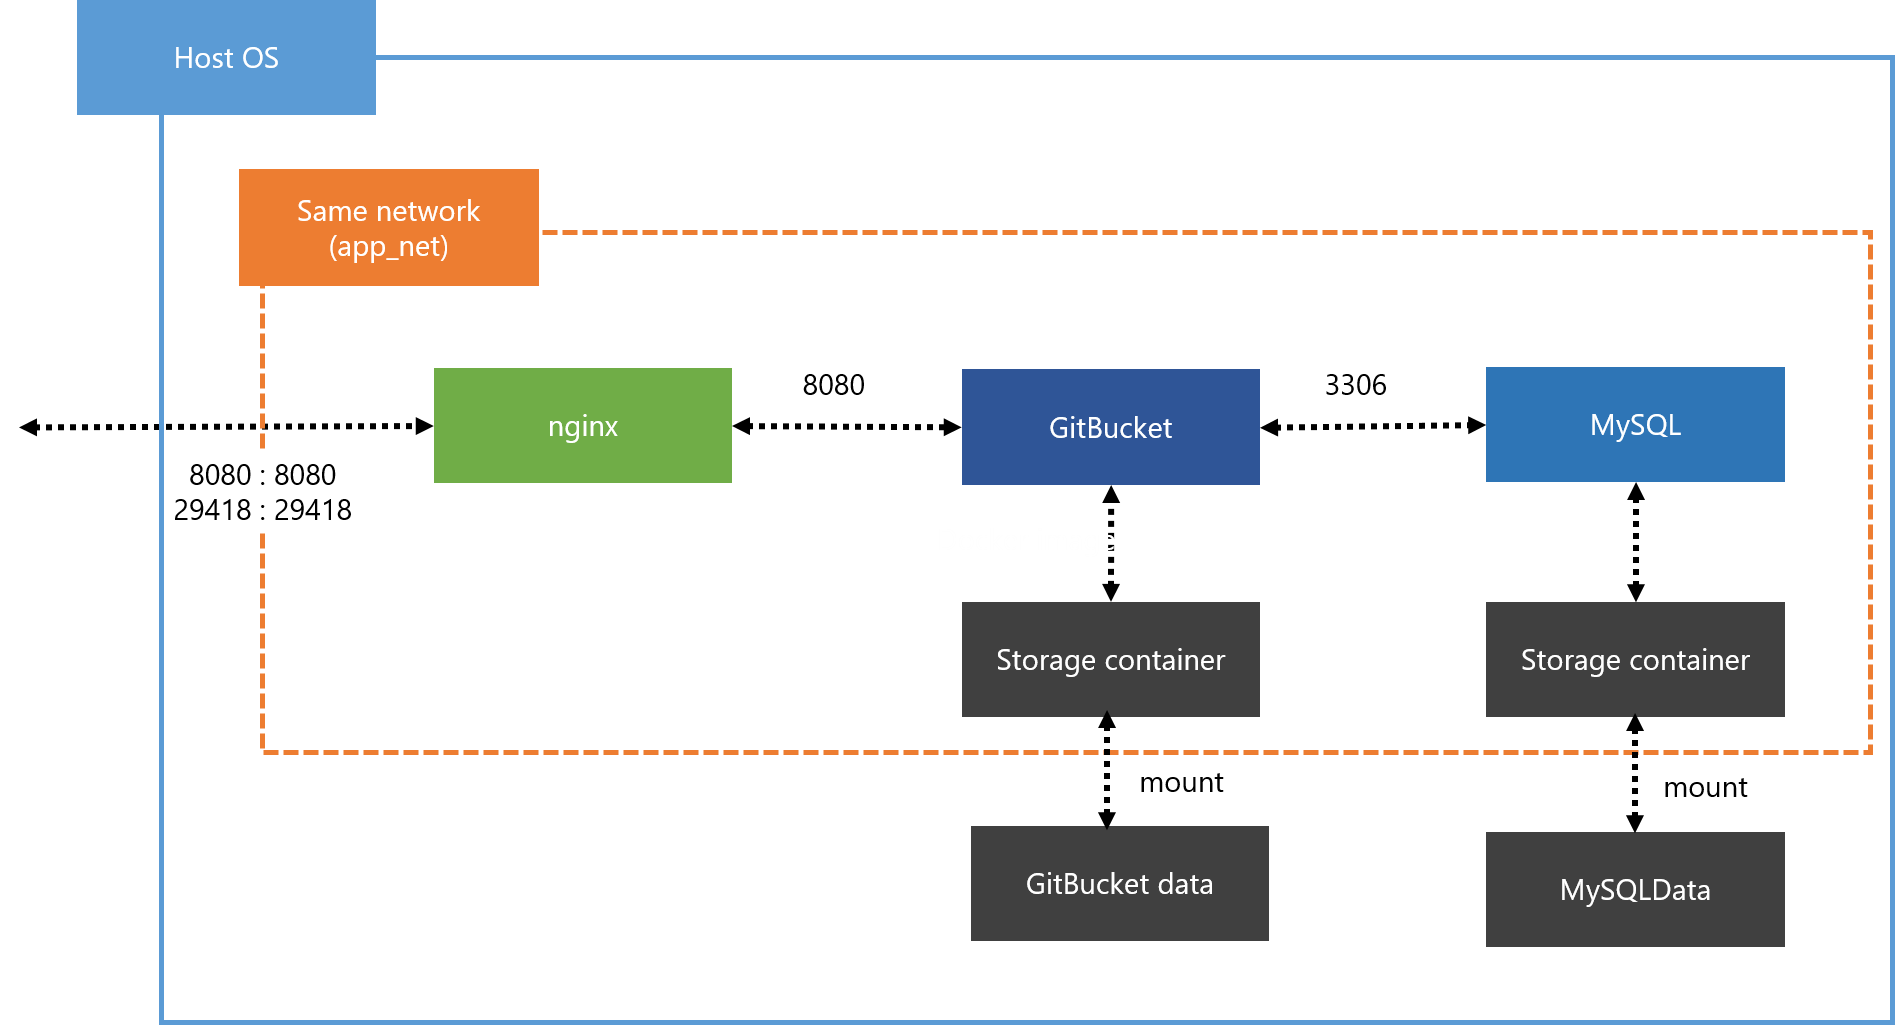 Host OS
Same network
(app_net)
nginx
8080
GitBucket
3306
MySQL
8080 : 8080
29418 : 29418
Storage container
Storage container
mount
mount
GitBucket data
MySQLData